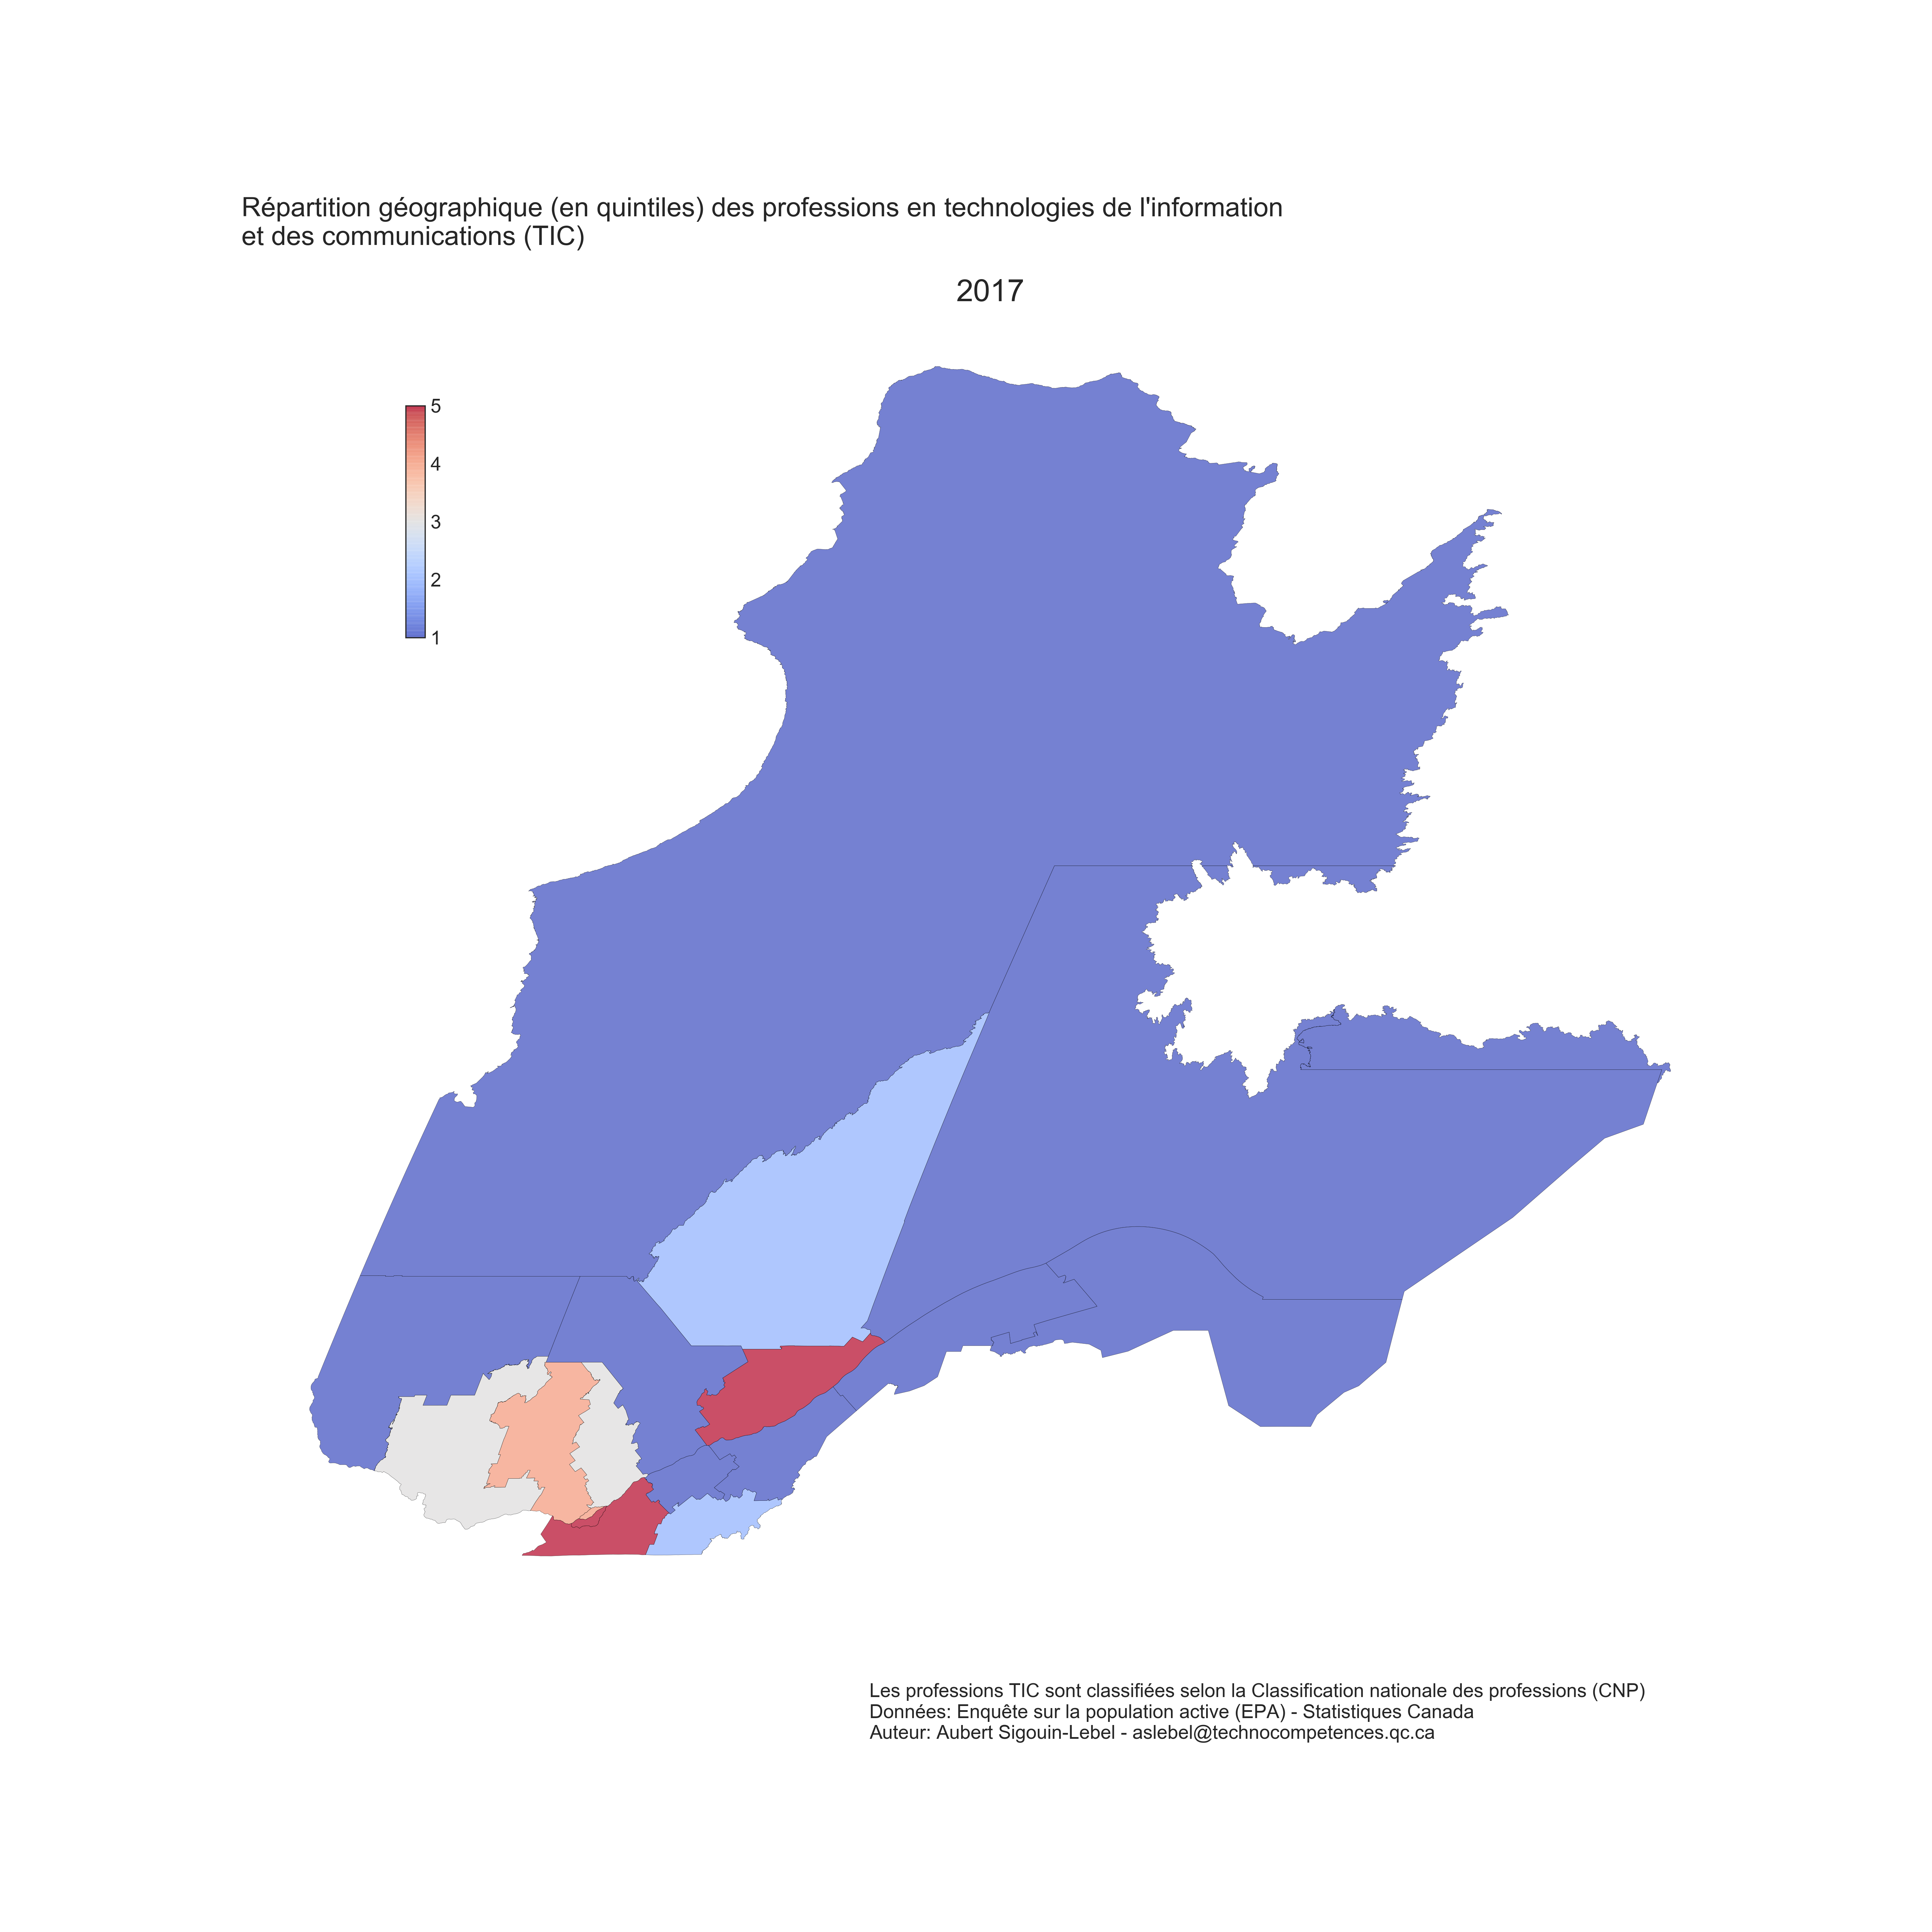 Répartition géographique (en quintiles) des professions en technologies de l'information
et des communications (TIC)
2017
5
4
3
2
1
Les professions TIC sont classifiées selon la Classification nationale des professions (CNP)
Données: Enquête sur la population active (EPA) - Statistiques Canada
Auteur: Aubert Sigouin-Lebel - aslebel@technocompetences.qc.ca